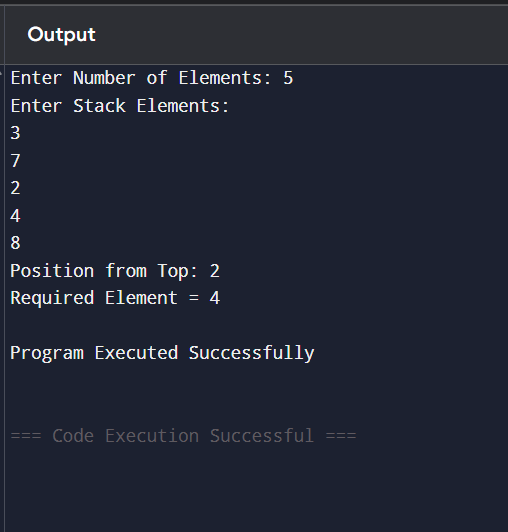 Output
Enter Number of Elements: 5
Enter Stack Elements:
3
7
2
4
8
Position from Top: 2
Required Element = 4
Program Executed Successfully
=== Code Execution Successful ===